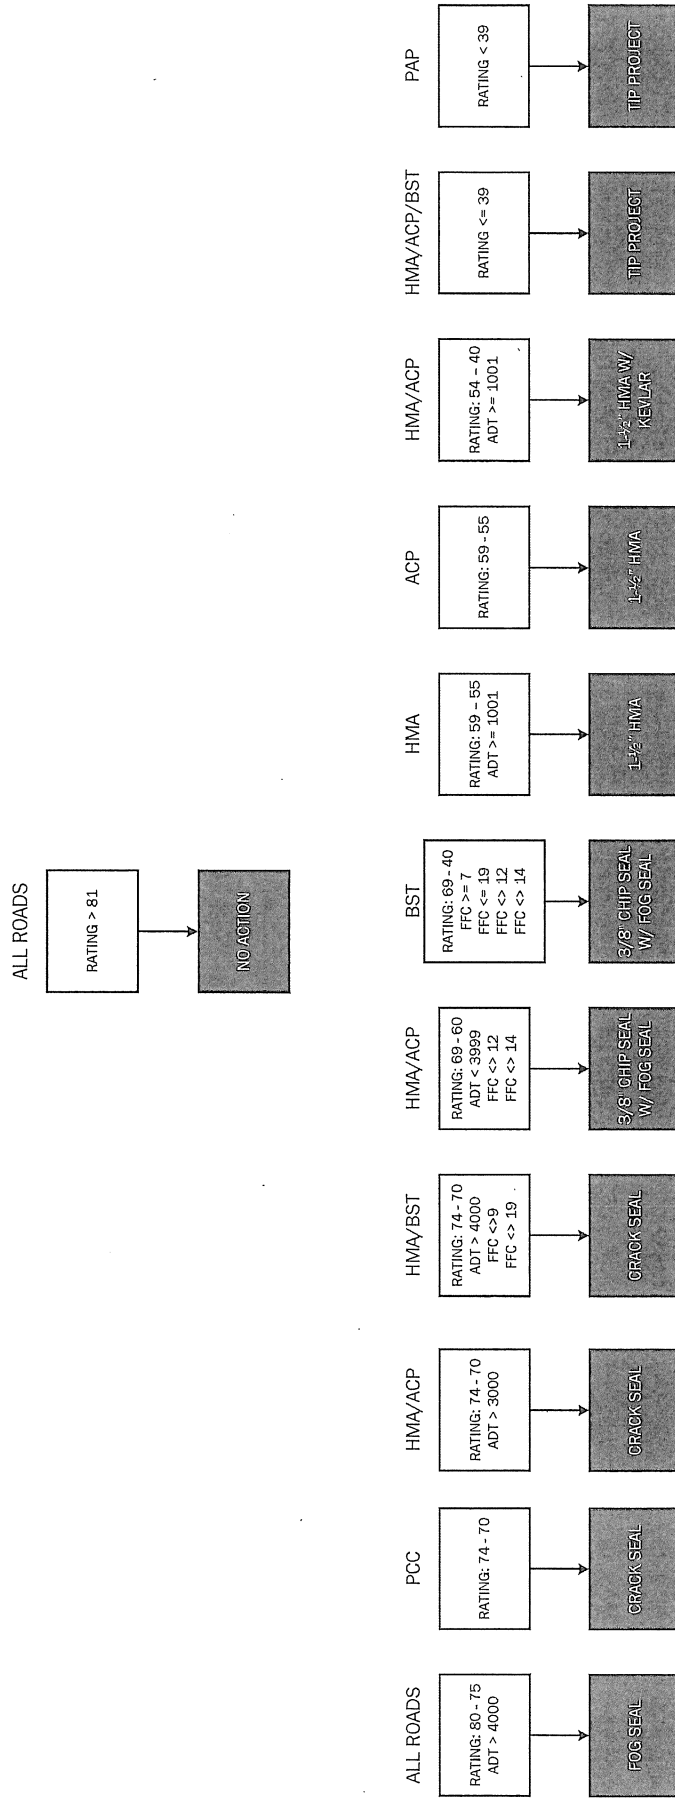 ALL ROADS
RATING > 81
NO ACTION
ALL ROADS
RATING: 80 - 75
ADT > 4000
FOG SEAL
PCC
RATING: 74 - 70
CRACK SEAL
HMA/ACP
RATING: 74 - 70
ADT > 3000
CRACK SEAL
HMA/BST
RATING: 74 - 70
ADT > 4000
FFC <>9
FFC <> 19
CRACK SEAL
HMA/ACP
RATING: 69 - 60
ADT < 3999
FFC <> 12
FFC <> 14
3/8" CHIP SEAL
W/ FOG SEAL
BST
RATING: 69 - 40
FFC >= 7
FFC <= 19
FFC <> 12
FFC <> 14
3/8" CHIP SEAL
W/ FOG SEAL
HMA
RATING: 59 - 55
ADT >= 1001
1-½" HMA
ACP
RATING: 59 - 55
1-½" HMA
HMA/ACP
RATING: 54 - 40
ADT >= 1001
1-½" HMA W/
KEVLAR
HMA/ACP/BST
RATING <= 39
TIP PROJECT
PAP
RATING < 39
TIP PROJECT